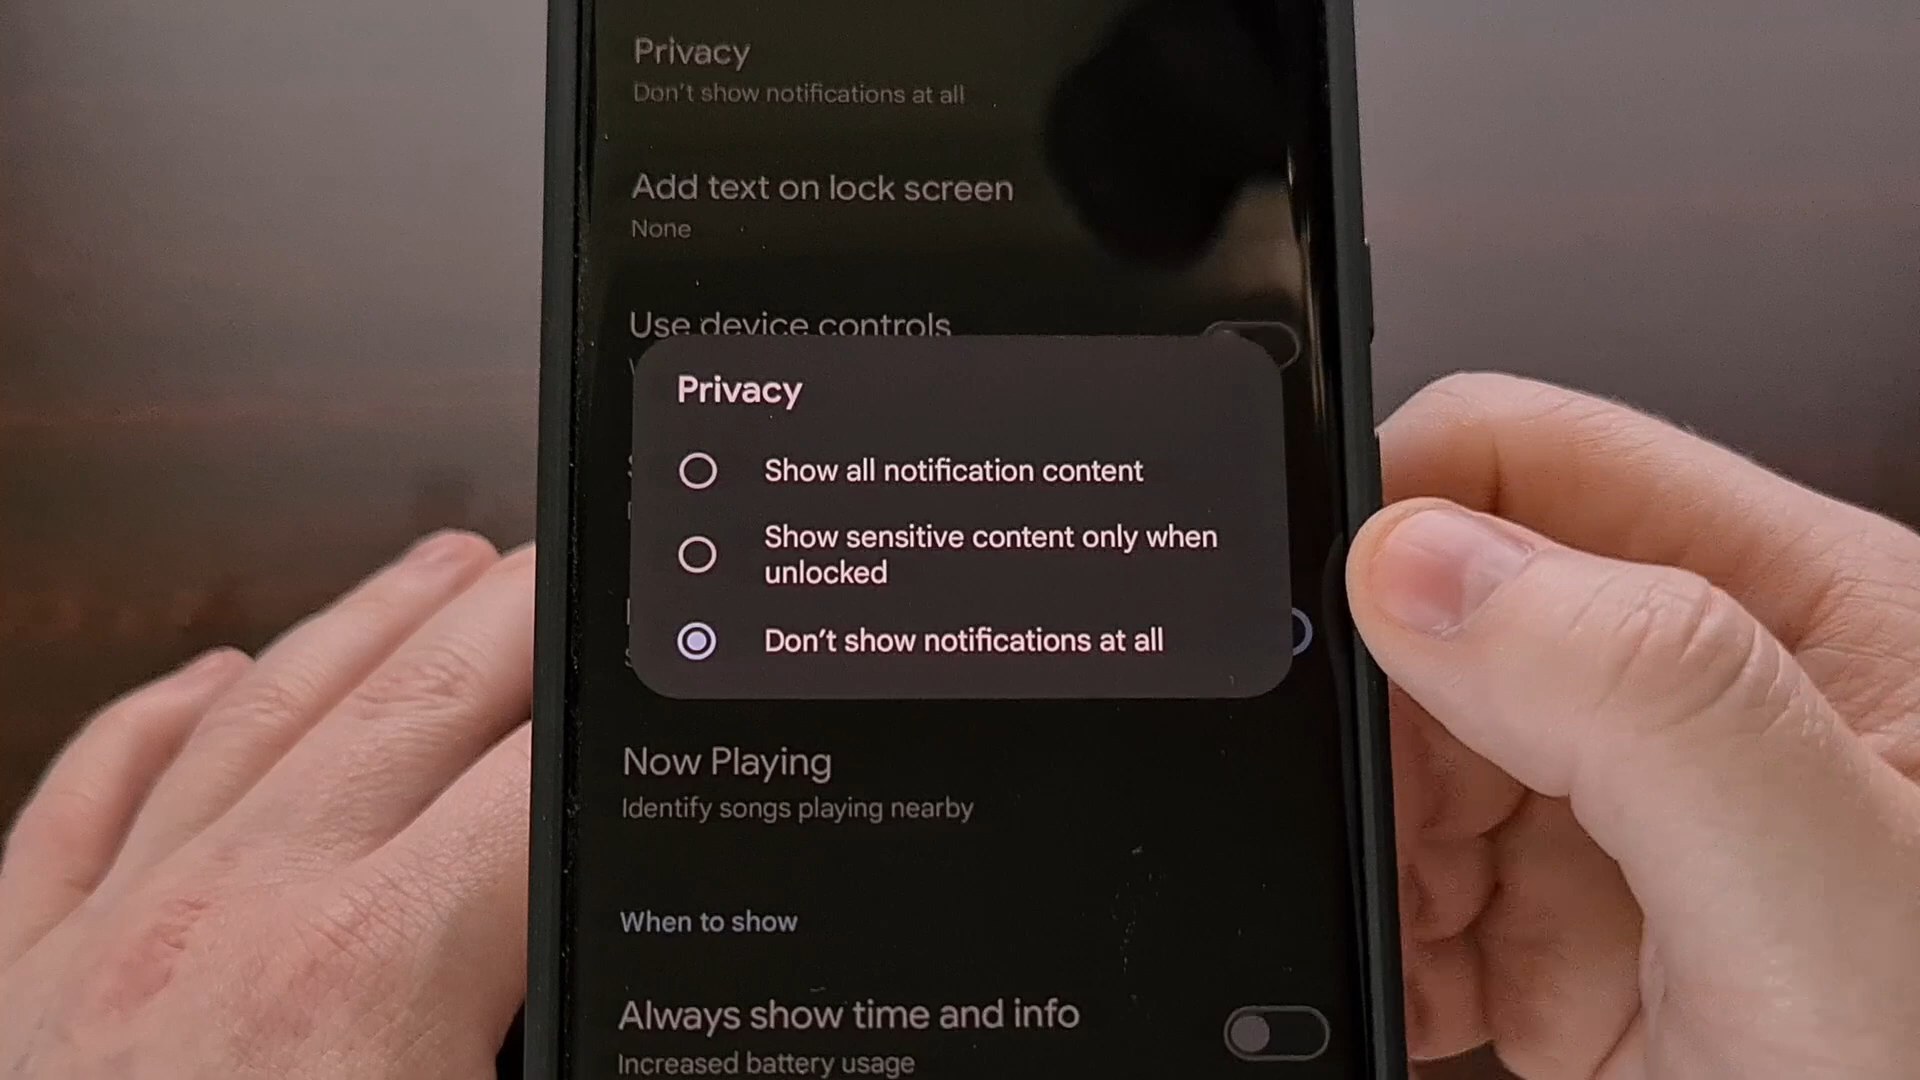 Privacy
Don't show notifications at all
Add text on lock screen
None
Use device controls
Privacy
Show all notification content
Show sensitive content only when
unlocked
Don't show notifications at all
Now Playing
Identify songs playing nearby
When to show
Always show time and info
Increased battery usage